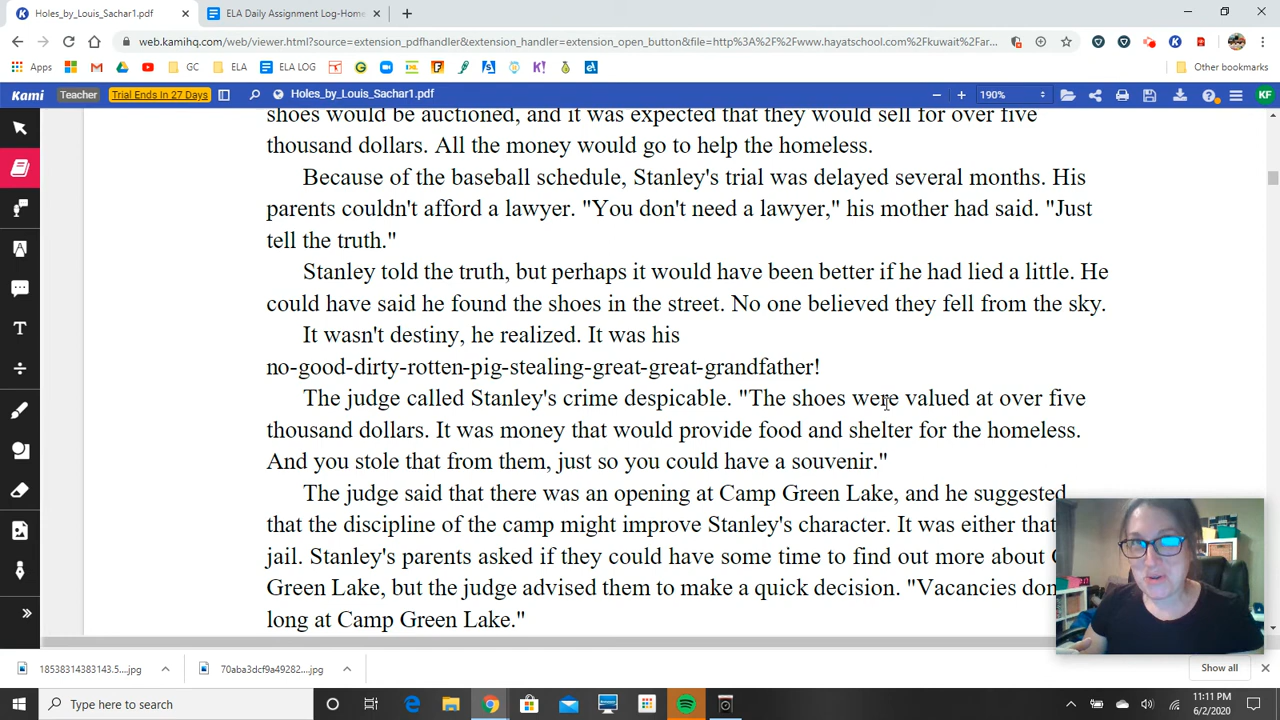 Holes_by_Louis_Sachar1.pdf
ELA Daily Assignment Log-Home
web.kamihq.com/web/viewer.html?source=extension_pdfhandler&extension_handler=extension_open_button&file=http%3A%2F%2Fwww.hayatschool.com%2Fkuwait%2Far...
Apps
GC
ELA
ELA LOG
Other bookmarks
Kami
Teacher
Trial Ends In 27 Days
Holes_by_Louis_Sachar1.pdf
190%
KF
shoes would be auctioned, and it was expected that they would sell for over five
thousand dollars. All the money would go to help the homeless.
Because of the baseball schedule, Stanley's trial was delayed several months. His
parents couldn't afford a lawyer. "You don't need a lawyer," his mother had said. "Just
tell the truth."
Stanley told the truth, but perhaps it would have been better if he had lied a little. He
could have said he found the shoes in the street. No one believed they fell from the sky.
It wasn't destiny, he realized. It was his
no-good-dirty-rotten-pig-stealing-great-great-grandfather!
The judge called Stanley's crime despicable. "The shoes were valued at over five
thousand dollars. It was money that would provide food and shelter for the homeless.
And you stole that from them, just so you could have a souvenir."
The judge said that there was an opening at Camp Green Lake, and he suggested
that the discipline of the camp might improve Stanley's character. It was either that
jail. Stanley's parents asked if they could have some time to find out more about
Green Lake, but the judge advised them to make a quick decision. "Vacancies don
long at Camp Green Lake."
18538314383143.5....jpg
70aba3dcf9a49282....jpg
Show all
Type here to search
11:11 PM
6/2/2020